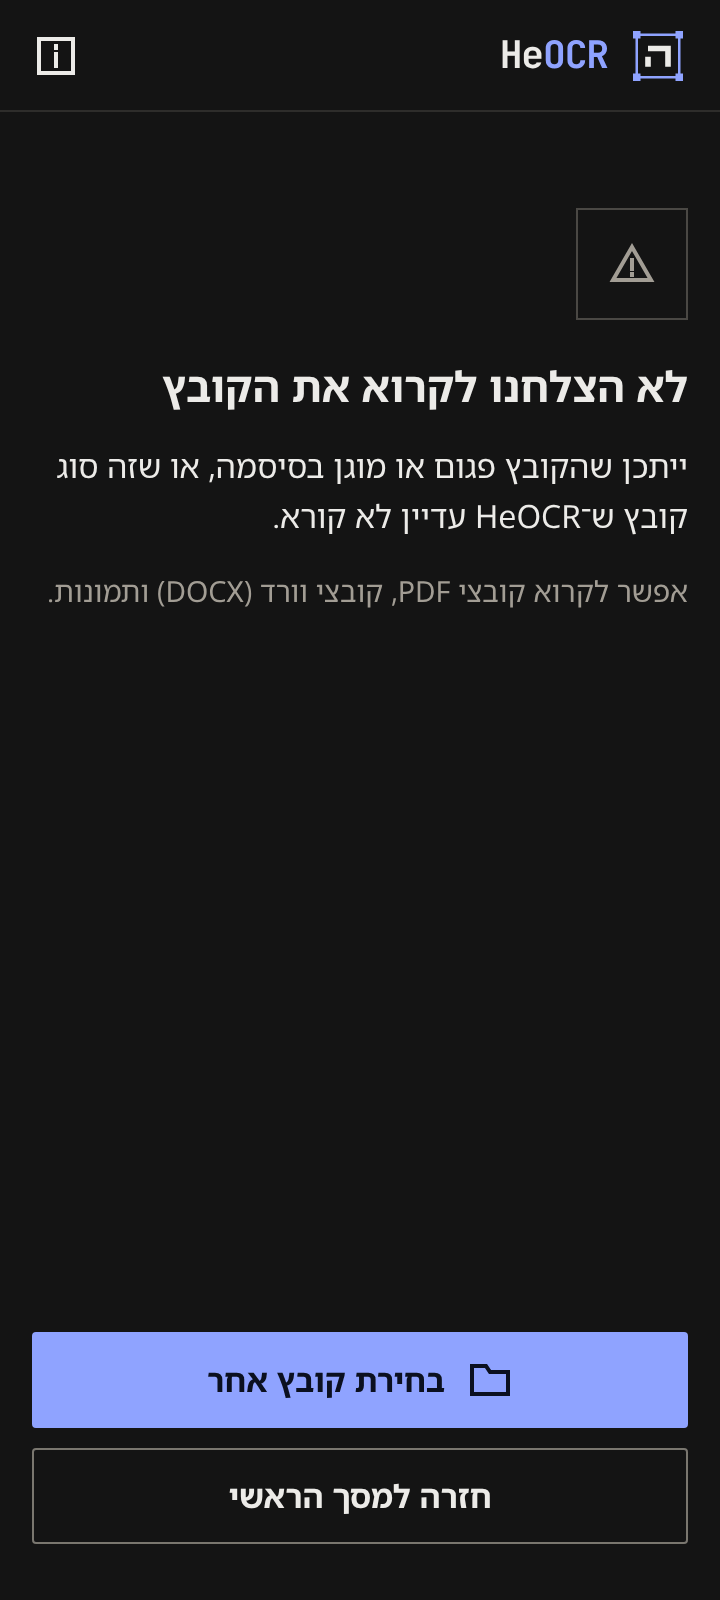 HeOCR
לא הצלחנו לקרוא את הקובץ
ייתכן שהקובץ פגום או מוגן בסיסמה, או שזה סוג
קובץ ש־HeOCR עדיין לא קורא.
אפשר לקרוא קובצי PDF, קובצי וורד (DOCX) ותמונות.
בחירת קובץ אחר
חזרה למסך הראשי